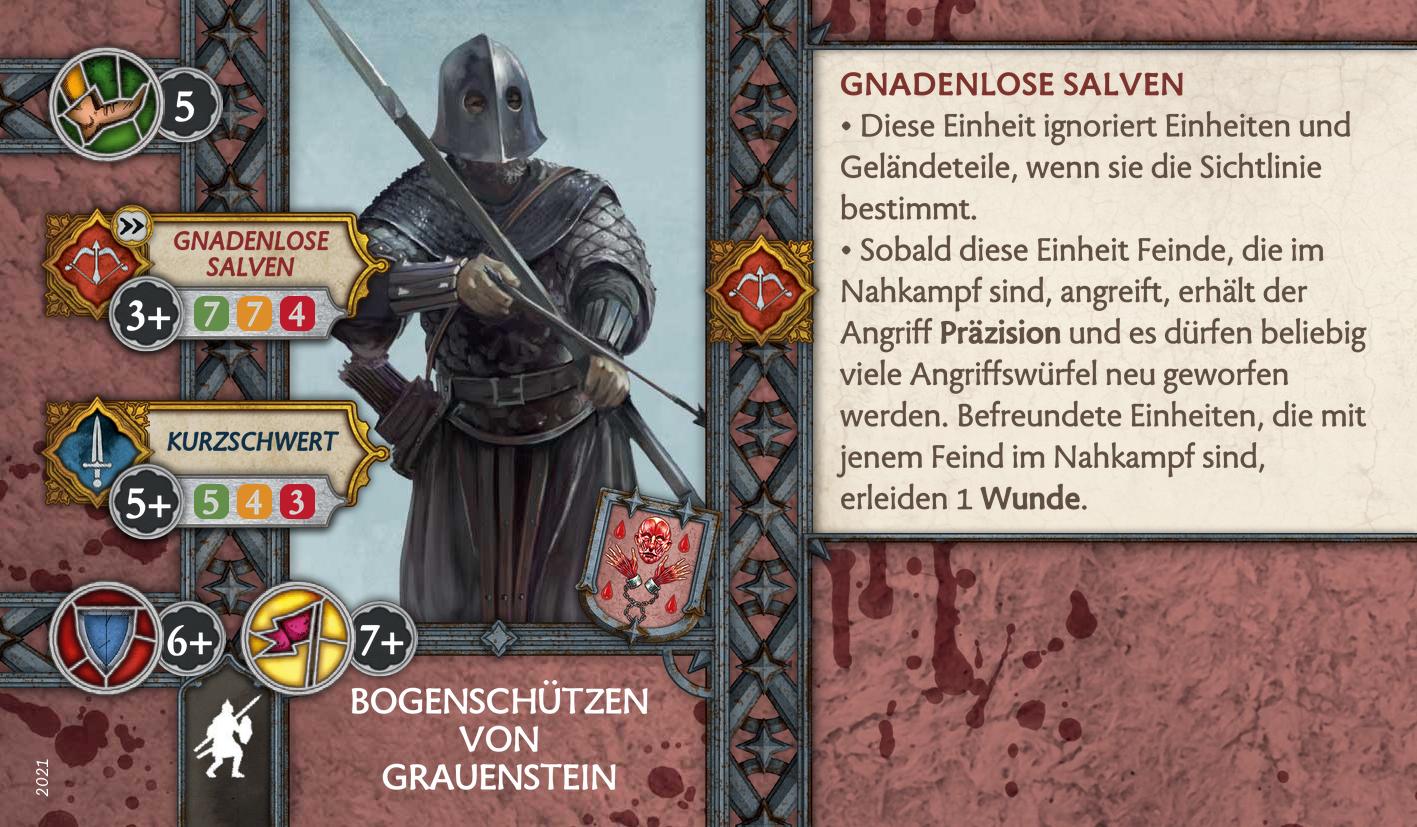 5
GNADENLOSE
SALVEN
3+ 7 7 4
KURZSCHWERT
5+ 5 4 3
6+ 7+
BOGENSCHÜTZEN
VON
GRAUENSTEIN
2021
GNADENLOSE SALVEN
• Diese Einheit ignoriert Einheiten und
Geländeteile, wenn sie die Sichtlinie
bestimmt.
• Sobald diese Einheit Feinde, die im
Nahkampf sind, angreift, erhält der
Angriff Präzision und es dürfen beliebig
viele Angriffswürfel neu geworfen
werden. Befreundete Einheiten, die mit
jenem Feind im Nahkampf sind,
erleiden 1 Wunde.